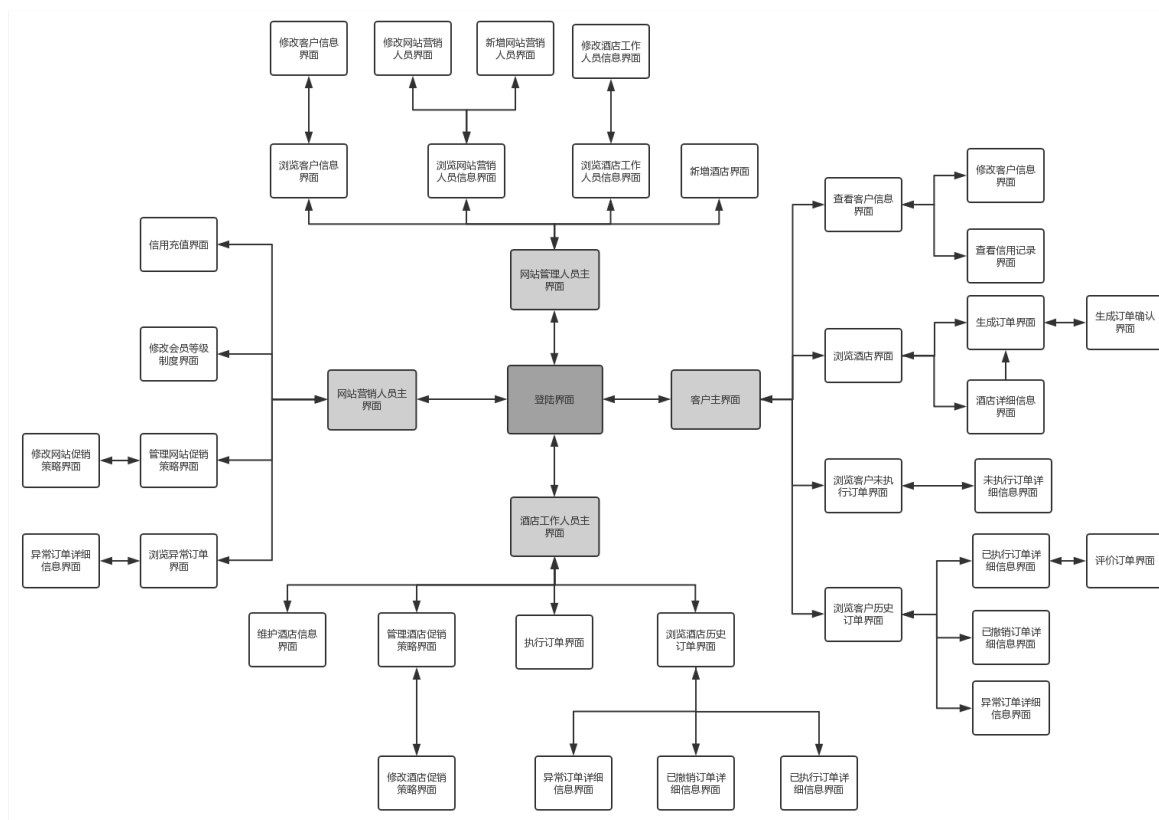 修改客户信息
界面
修改网站营销
人员界面
新增网站营销
人员界面
修改酒店工作
人员信息界面
浏览客户信息
界面
浏览网站营销
人员信息界面
浏览酒店工作
人员信息界面
新增酒店界面
网站管理人员主
界面
信用充值界面
修改会员等级
制度界面
网站营销人员主
界面
登陆界面
客户主界面
修改网站促销
策略界面
管理网站促销
策略界面
异常订单详细
信息界面
浏览异常订单
界面
酒店工作人员主
界面
维护酒店信息
界面
管理酒店促销
策略界面
执行订单界面
浏览酒店历史
订单界面
修改酒店促销
策略界面
异常订单详细
信息界面
已撤销订单详
细信息界面
已执行订单详
细信息界面
查看客户信息
界面
修改客户信息
界面
查看信用记录
界面
浏览酒店界面
生成订单界面
生成订单确认
界面
酒店详细信息
界面
浏览客户未执
行订单界面
未执行订单详
细信息界面
浏览客户历史
订单界面
已执行订单详
细信息界面
评价订单界面
已撤销订单详
细信息界面
异常订单详细
信息界面